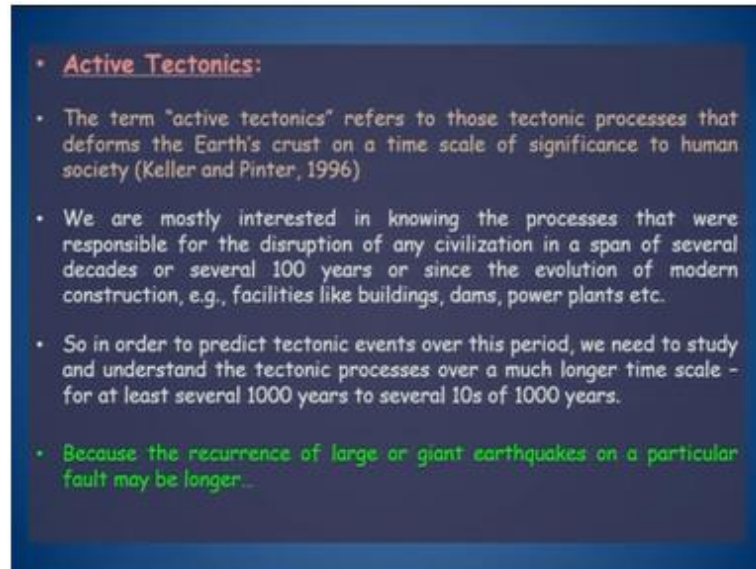 • Active Tectonics:
• The term "active tectonics" refers to those tectonic processes that
deforms the Earth's crust on a time scale of significance to human
society (Keller and Pinter, 1996)
• We are mostly interested in knowing the processes that were
responsible for the disruption of any civilization in a span of several
decades or several 100 years or since the evolution of modern
construction, e.g., facilities like buildings, dams, power plants etc.
• So in order to predict tectonic events over this period, we need to study
and understand the tectonic processes over a much longer time scale –
for at least several 1000 years to several 10s of 1000 years.
• Because the recurrence of large or giant earthquakes on a particular
fault may be longer…